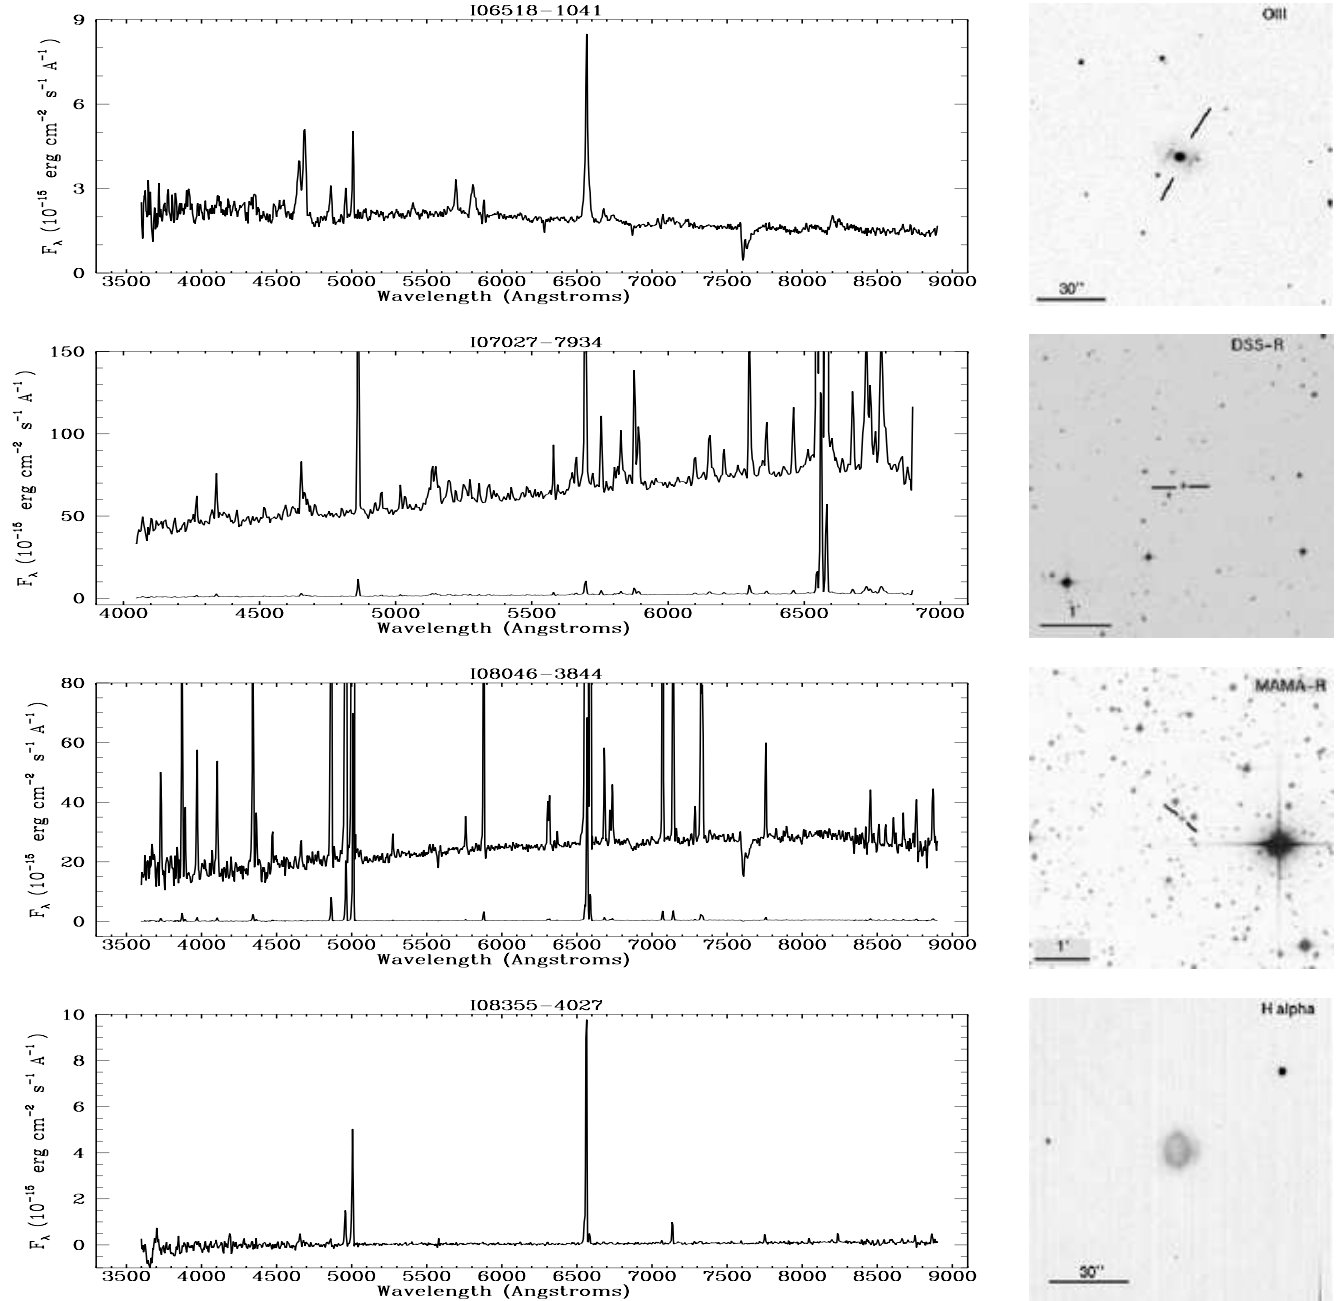 I06518−1041
OIII
9
6
3
0
F_λ (10^−15 erg cm^−2 s^−1 A^−1)
3500 4000 4500 5000 5500 6000 6500 7000 7500 8000 8500 9000
Wavelength (Angstroms)
30''
I07027−7934
DSS−R
150
100
50
0
F_λ (10^−15 erg cm^−2 s^−1 A^−1)
4000 4500 5000 5500 6000 6500 7000
Wavelength (Angstroms)
1'
I08046−3844
MAMA−R
80
60
40
20
0
F_λ (10^−15 erg cm^−2 s^−1 A^−1)
3500 4000 4500 5000 5500 6000 6500 7000 7500 8000 8500 9000
Wavelength (Angstroms)
1'
I08355−4027
H alpha
10
8
6
4
2
0
F_λ (10^−15 erg cm^−2 s^−1 A^−1)
3500 4000 4500 5000 5500 6000 6500 7000 7500 8000 8500 9000
Wavelength (Angstroms)
30''